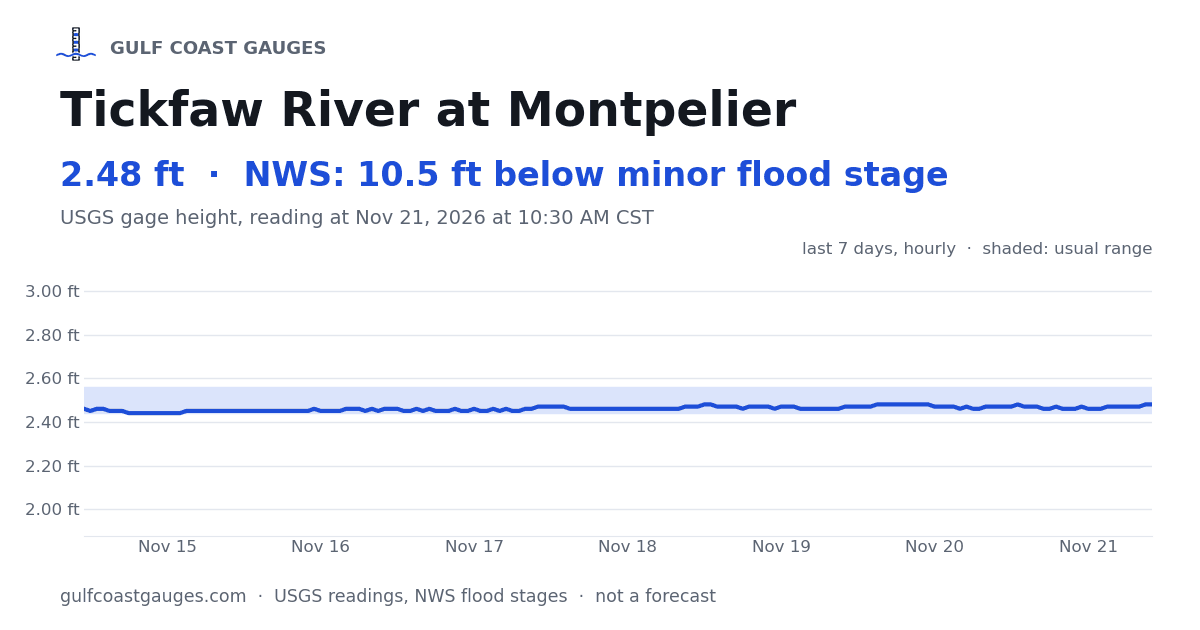 GULF COAST GAUGES
Tickfaw River at Montpelier
2.48 ft · NWS: 10.5 ft below minor flood stage
USGS gage height, reading at Nov 21, 2026 at 10:30 AM CST
last 7 days, hourly · shaded: usual range
3.00 ft
2.80 ft
2.60 ft
2.40 ft
2.20 ft
2.00 ft
Nov 15 Nov 16 Nov 17 Nov 18 Nov 19 Nov 20 Nov 21
gulfcoastgauges.com · USGS readings, NWS flood stages · not a forecast